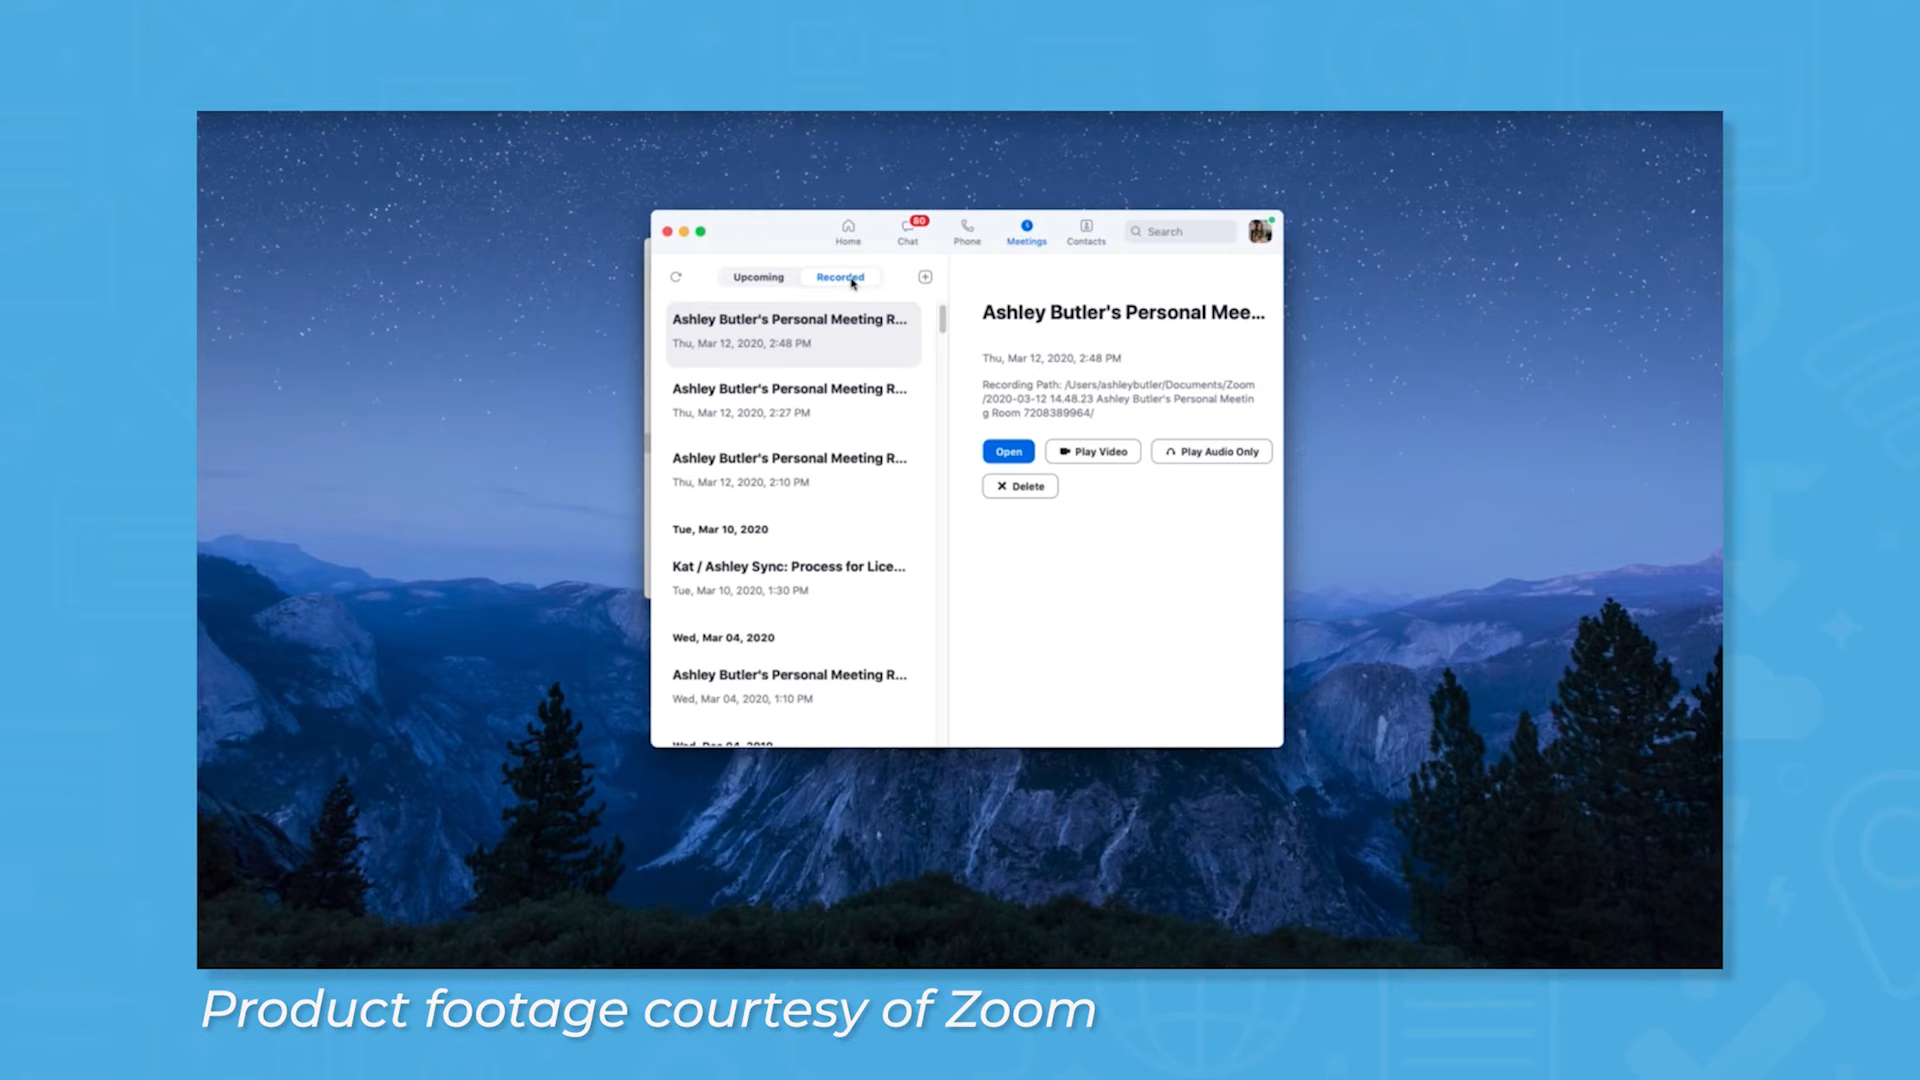 Home
80
Chat
Phone
Meetings
Contacts
Search
Upcoming
Recorded
Ashley Butler's Personal Meeting R...
Thu, Mar 12, 2020, 2:48 PM
Ashley Butler's Personal Meeting R...
Thu, Mar 12, 2020, 2:27 PM
Ashley Butler's Personal Meeting R...
Thu, Mar 12, 2020, 2:10 PM
Tue, Mar 10, 2020
Kat / Ashley Sync: Process for Lice...
Tue, Mar 10, 2020, 1:30 PM
Wed, Mar 04, 2020
Ashley Butler's Personal Meeting R...
Wed, Mar 04, 2020, 1:10 PM
Wed, Dec 04, 2019
Ashley Butler's Personal Mee...
Thu, Mar 12, 2020, 2:48 PM
Recording Path: /Users/ashleybutler/Documents/Zoom
/2020-03-12 14.48.23 Ashley Butler's Personal Meetin
g Room 7208389964/
Open
Play Video
Play Audio Only
Delete
Product footage courtesy of Zoom